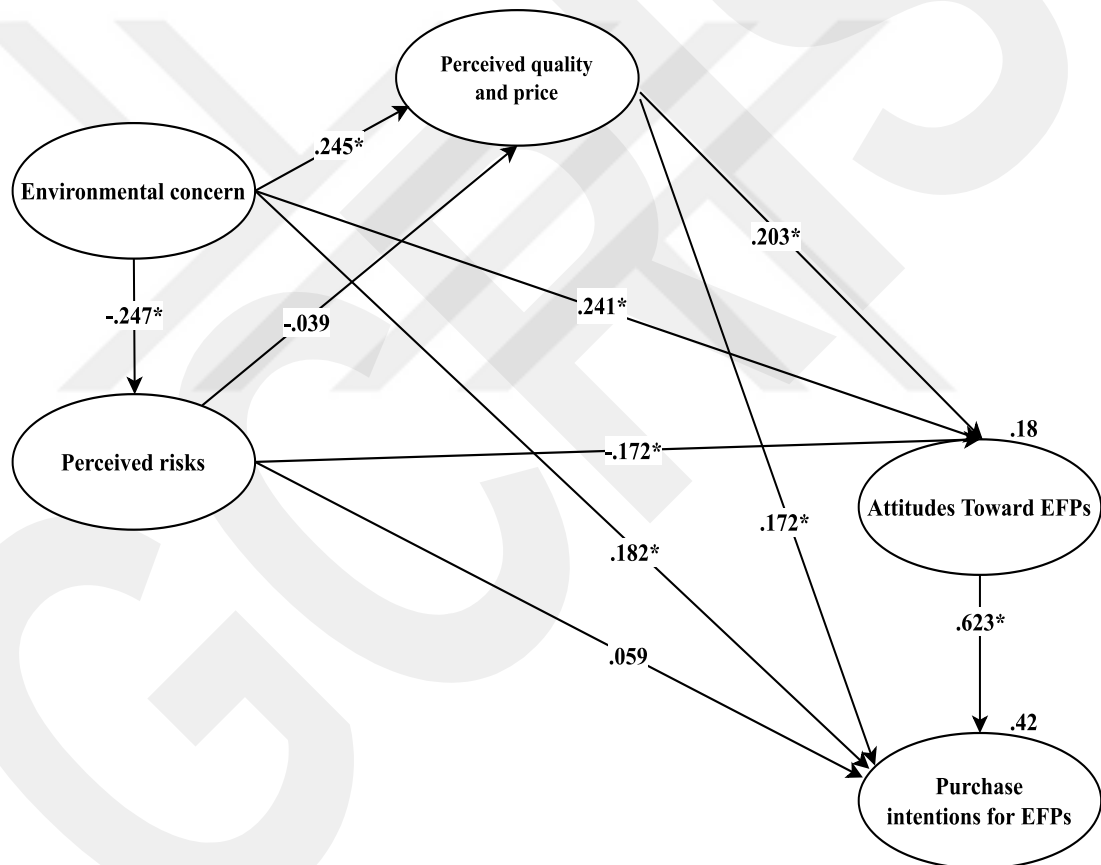 Perceived quality
and price
.245*
Environmental concern
.203*
-.247*
-.039
.241*
.18
-.172*
Perceived risks
Attitudes Toward EFPs
.172*
.182*
.623*
.059
.42
Purchase
intentions for EFPs